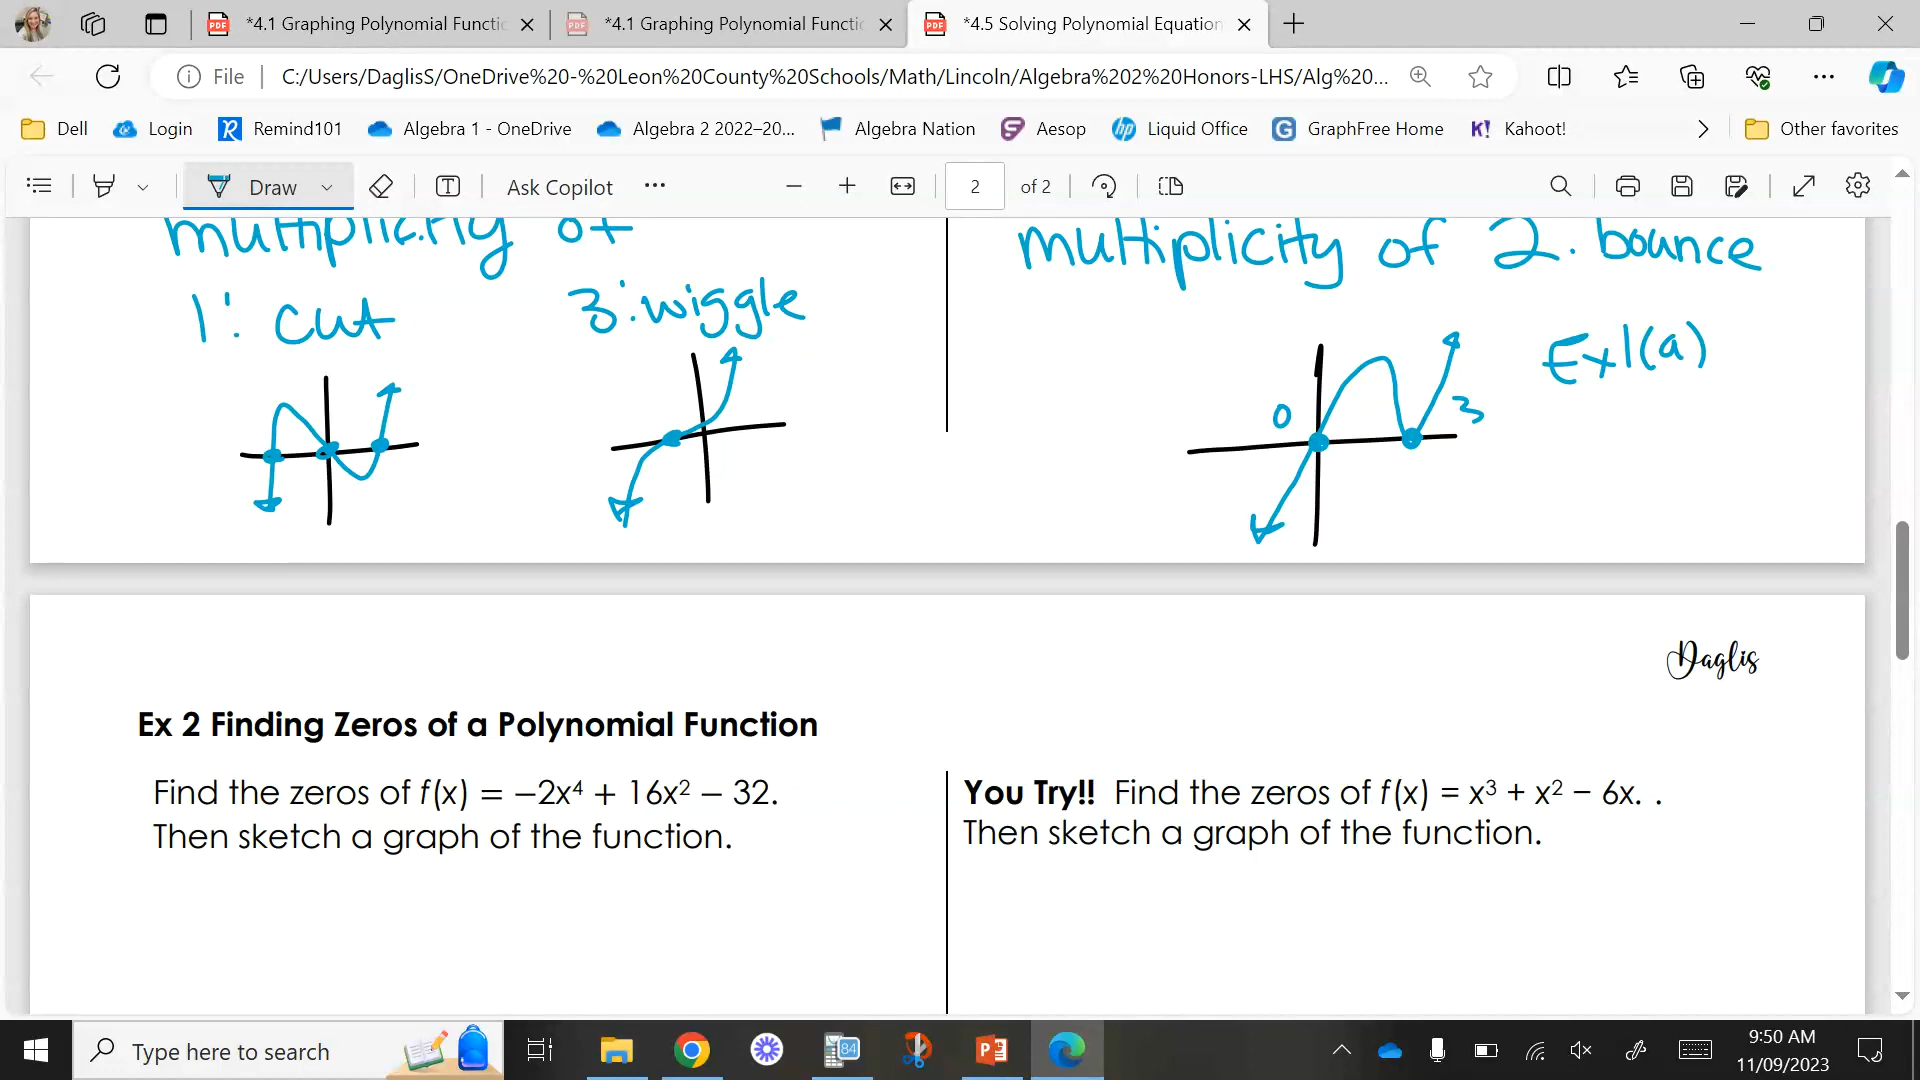 *4.1 Graphing Polynomial Functi
*4.1 Graphing Polynomial Functi
*4.5 Solving Polynomial Equation
File
C:/Users/DaglisS/OneDrive%20-%20Leon%20County%20Schools/Math/Lincoln/Algebra%202%20Honors-LHS/Alg%20...
Dell
Login
Remind101
Algebra 1 - OneDrive
Algebra 2 2022–20...
Algebra Nation
Aesop
Liquid Office
GraphFree Home
Kahoot!
Other favorites
Draw
Ask Copilot
2 of 2
multiplicity of
1: cut
3: wiggle
multiplicity of 2. bounce
Ex1(a)
0
3
Daglis
Ex 2 Finding Zeros of a Polynomial Function
Find the zeros of f(x) = −2x⁴ + 16x² − 32.
Then sketch a graph of the function.
You Try!! Find the zeros of f(x) = x³ + x² − 6x. .
Then sketch a graph of the function.
Type here to search
84
9:50 AM
11/09/2023